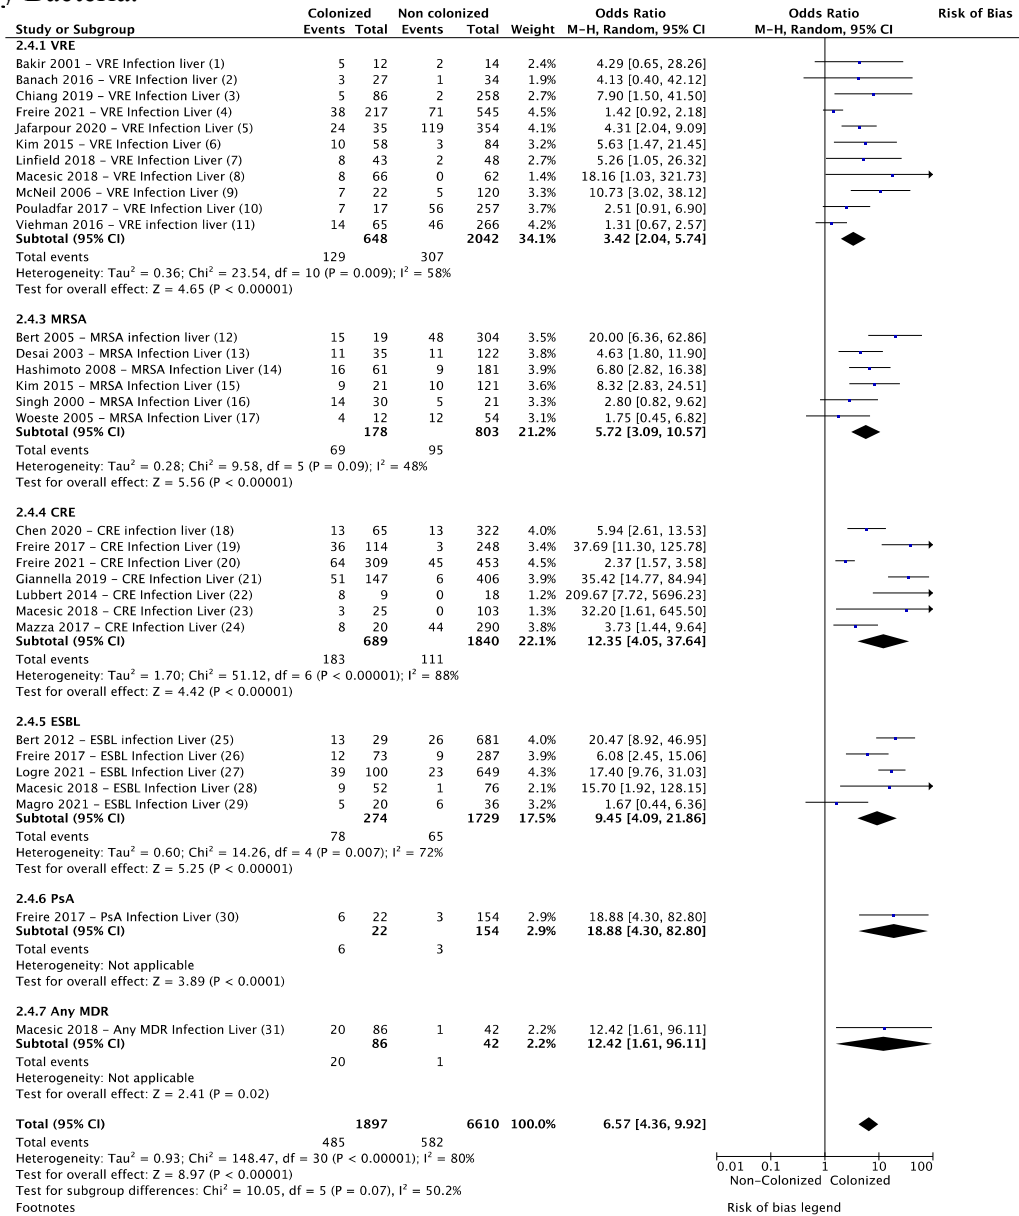 y Bacteria.
Colonized Non colonized Odds Ratio Odds Ratio Risk of Bias
Study or Subgroup Events Total Events Total Weight M-H, Random, 95% CI M-H, Random, 95% CI
2.4.1 VRE
Bakir 2001 – VRE Infection liver (1) 5 12 2 14 2.4% 4.29 [0.65, 28.26]
Banach 2016 – VRE Infection liver (2) 3 27 1 34 1.9% 4.13 [0.40, 42.12]
Chiang 2019 – VRE Infection Liver (3) 5 86 2 258 2.7% 7.90 [1.50, 41.50]
Freire 2021 – VRE Infection Liver (4) 38 217 71 545 4.5% 1.42 [0.92, 2.18]
Jafarpour 2020 – VRE Infection Liver (5) 24 35 119 354 4.1% 4.31 [2.04, 9.09]
Kim 2015 – VRE Infection Liver (6) 10 58 3 84 3.2% 5.63 [1.47, 21.45]
Linfield 2018 – VRE Infection Liver (7) 8 43 2 48 2.7% 5.26 [1.05, 26.32]
Macesic 2018 – VRE Infection Liver (8) 8 66 0 62 1.4% 18.16 [1.03, 321.73]
McNeil 2006 – VRE Infection Liver (9) 7 22 5 120 3.3% 10.73 [3.02, 38.12]
Pouladfar 2017 – VRE Infection Liver (10) 7 17 56 257 3.7% 2.51 [0.91, 6.90]
Viehman 2016 – VRE infection liver (11) 14 65 46 266 4.2% 1.31 [0.67, 2.57]
Subtotal (95% CI) 648 2042 34.1% 3.42 [2.04, 5.74]
Total events 129 307
Heterogeneity: Tau² = 0.36; Chi² = 23.54, df = 10 (P = 0.009); I² = 58%
Test for overall effect: Z = 4.65 (P < 0.00001)
2.4.3 MRSA
Bert 2005 – MRSA infection liver (12) 15 19 48 304 3.5% 20.00 [6.36, 62.86]
Desai 2003 – MRSA Infection Liver (13) 11 35 11 122 3.8% 4.63 [1.80, 11.90]
Hashimoto 2008 – MRSA Infection Liver (14) 16 61 9 181 3.9% 6.80 [2.82, 16.38]
Kim 2015 – MRSA Infection Liver (15) 9 21 10 121 3.6% 8.32 [2.83, 24.51]
Singh 2000 – MRSA Infection Liver (16) 14 30 5 21 3.4% 2.80 [0.82, 9.62]
Woeste 2005 – MRSA Infection Liver (17) 4 12 12 54 3.1% 1.75 [0.45, 6.82]
Subtotal (95% CI) 178 803 21.2% 5.72 [3.09, 10.57]
Total events 69 95
Heterogeneity: Tau² = 0.28; Chi² = 9.58, df = 5 (P = 0.09); I² = 48%
Test for overall effect: Z = 5.56 (P < 0.00001)
2.4.4 CRE
Chen 2020 – CRE infection liver (18) 13 65 13 322 4.0% 5.94 [2.61, 13.53]
Freire 2017 – CRE Infection Liver (19) 36 114 3 248 3.4% 37.69 [11.30, 125.78]
Freire 2021 – CRE Infection Liver (20) 64 309 45 453 4.5% 2.37 [1.57, 3.58]
Giannella 2019 – CRE Infection Liver (21) 51 147 6 406 3.9% 35.42 [14.77, 84.94]
Lubbert 2014 – CRE Infection Liver (22) 8 9 0 18 1.2% 209.67 [7.72, 5696.23]
Macesic 2018 – CRE Infection Liver (23) 3 25 0 103 1.3% 32.20 [1.61, 645.50]
Mazza 2017 – CRE Infection Liver (24) 8 20 44 290 3.8% 3.73 [1.44, 9.64]
Subtotal (95% CI) 689 1840 22.1% 12.35 [4.05, 37.64]
Total events 183 111
Heterogeneity: Tau² = 1.70; Chi² = 51.12, df = 6 (P < 0.00001); I² = 88%
Test for overall effect: Z = 4.42 (P < 0.00001)
2.4.5 ESBL
Bert 2012 – ESBL infection Liver (25) 13 29 26 681 4.0% 20.47 [8.92, 46.95]
Freire 2017 – ESBL Infection Liver (26) 12 73 9 287 3.9% 6.08 [2.45, 15.06]
Logre 2021 – ESBL Infection Liver (27) 39 100 23 649 4.3% 17.40 [9.76, 31.03]
Macesic 2018 – ESBL Infection Liver (28) 9 52 1 76 2.1% 15.70 [1.92, 128.15]
Magro 2021 – ESBL Infection Liver (29) 5 20 6 36 3.2% 1.67 [0.44, 6.36]
Subtotal (95% CI) 274 1729 17.5% 9.45 [4.09, 21.86]
Total events 78 65
Heterogeneity: Tau² = 0.60; Chi² = 14.26, df = 4 (P = 0.007); I² = 72%
Test for overall effect: Z = 5.25 (P < 0.00001)
2.4.6 PsA
Freire 2017 – PsA Infection Liver (30) 6 22 3 154 2.9% 18.88 [4.30, 82.80]
Subtotal (95% CI) 22 154 2.9% 18.88 [4.30, 82.80]
Total events 6 3
Heterogeneity: Not applicable
Test for overall effect: Z = 3.89 (P < 0.0001)
2.4.7 Any MDR
Macesic 2018 – Any MDR Infection Liver (31) 20 86 1 42 2.2% 12.42 [1.61, 96.11]
Subtotal (95% CI) 86 42 2.2% 12.42 [1.61, 96.11]
Total events 20 1
Heterogeneity: Not applicable
Test for overall effect: Z = 2.41 (P = 0.02)
Total (95% CI) 1897 6610 100.0% 6.57 [4.36, 9.92]
Total events 485 582
Heterogeneity: Tau² = 0.93; Chi² = 148.47, df = 30 (P < 0.00001); I² = 80%
Test for overall effect: Z = 8.97 (P < 0.00001)
Test for subgroup differences: Chi² = 10.05, df = 5 (P = 0.07), I² = 50.2%
0.01 0.1 1 10 100
Non-Colonized Colonized
Footnotes Risk of bias legend